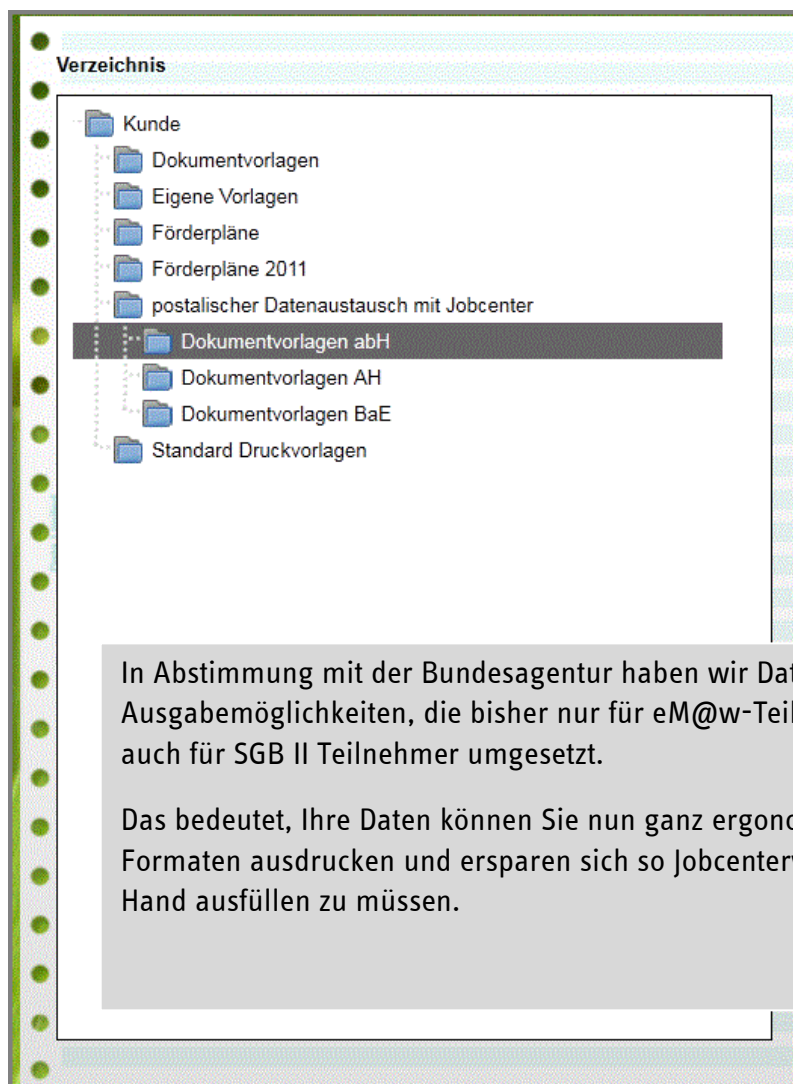 Verzeichnis
Kunde
Dokumentvorlagen
Eigene Vorlagen
Förderpläne
Förderpläne 2011
postalischer Datenaustausch mit Jobcenter
Dokumentvorlagen abH
Dokumentvorlagen AH
Dokumentvorlagen BaE
Standard Druckvorlagen
In Abstimmung mit der Bundesagentur haben wir
Ausgabemöglichkeiten, die bisher nur für
auch für SGB II Teilnehmer umgesetzt.
Das bedeutet, Ihre Daten können Sie nun ganz
Formaten ausdrucken und ersparen sich so
Hand ausfüllen zu müssen.